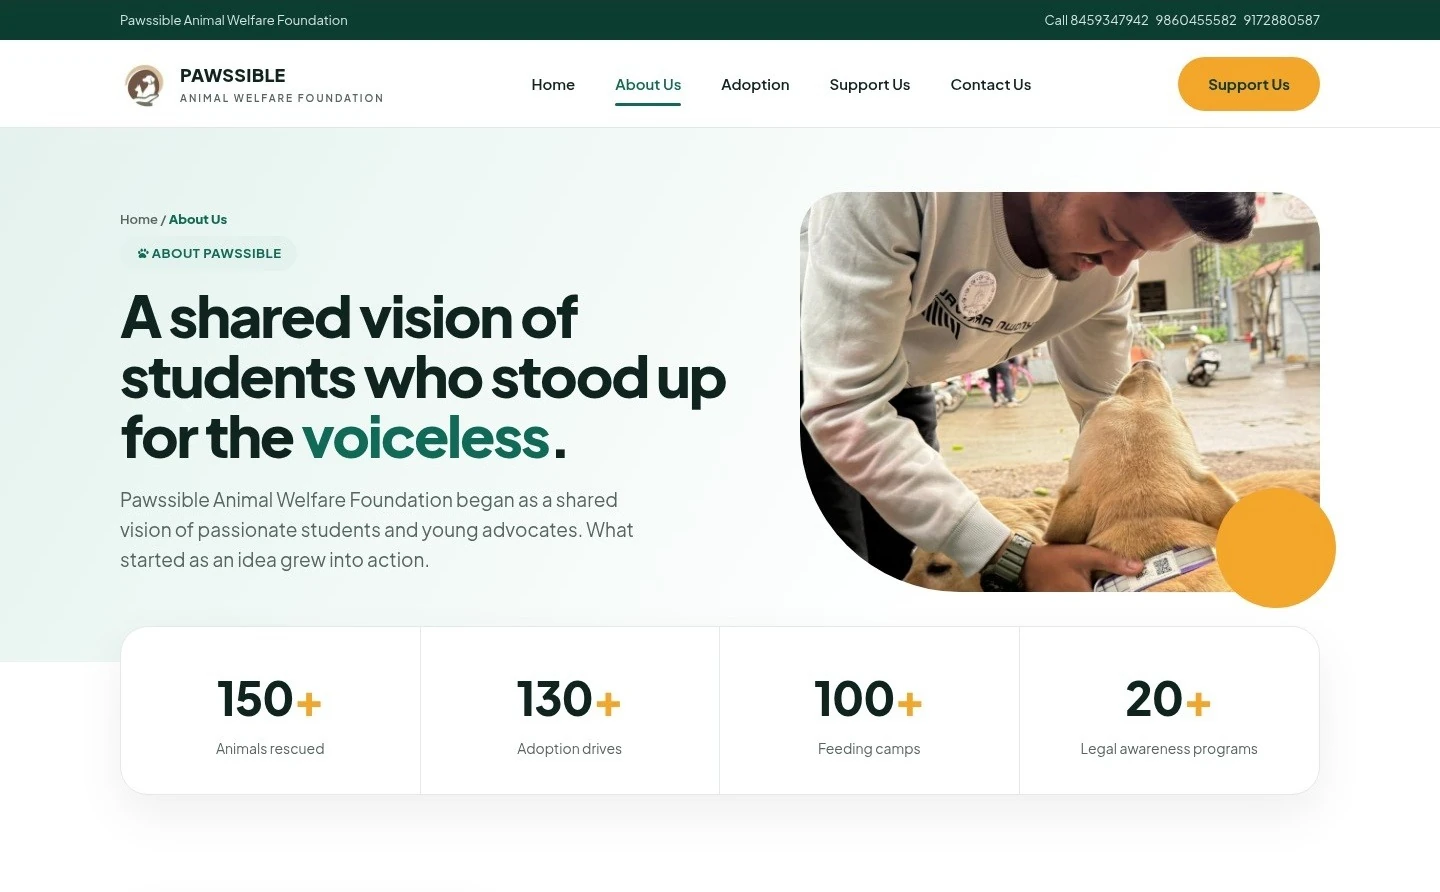 Pawssible Animal Welfare Foundation
Call 8459347942 9860455582 9172880587
PAWSSIBLE
ANIMAL WELFARE FOUNDATION
Home
About Us
Adoption
Support Us
Contact Us
Support Us
Home / About Us
ABOUT PAWSSIBLE
A shared vision of
students who stood up
for the voiceless.
Pawssible Animal Welfare Foundation began as a shared
vision of passionate students and young advocates. What
started as an idea grew into action.
150+
Animals rescued
130+
Adoption drives
100+
Feeding camps
20+
Legal awareness programs